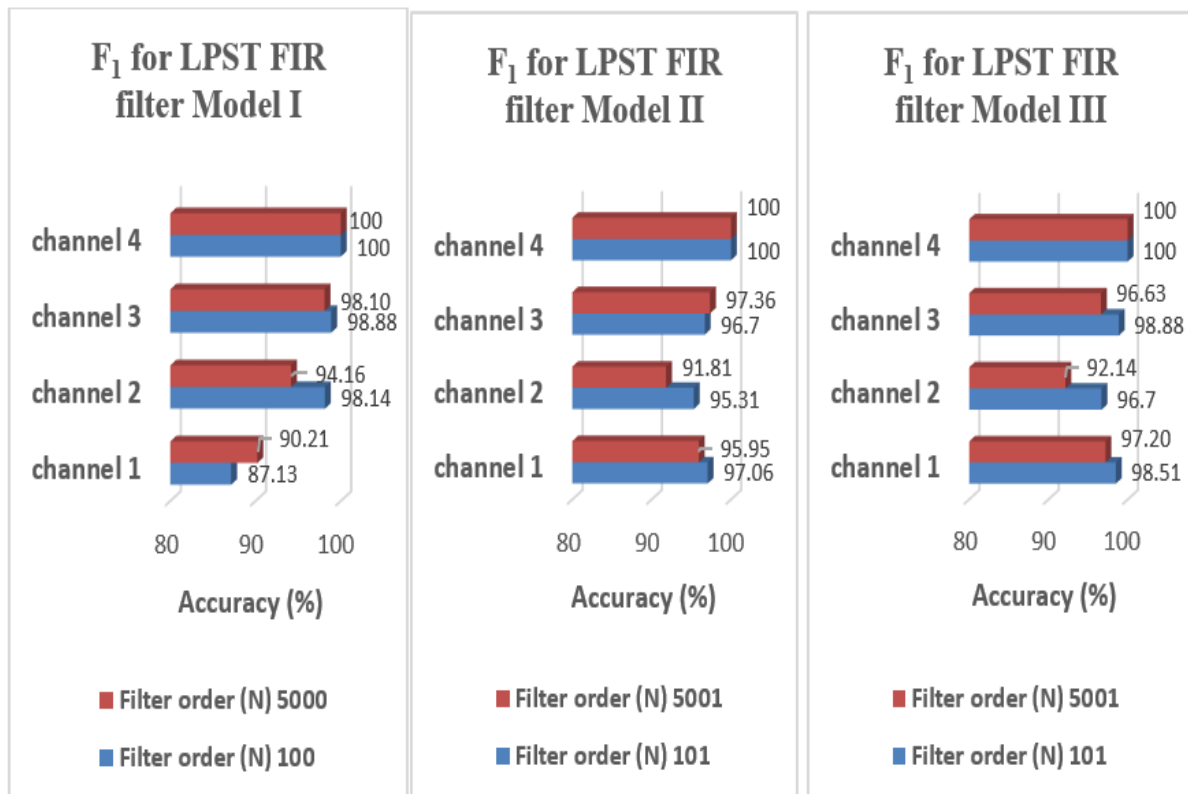 F₁ for LPST FIR
filter Model I
channel 4
100
100
channel 3
98.10
98.88
channel 2
94.16
98.14
channel 1
90.21
87.13
80 90 100
Accuracy (%)
Filter order (N) 5000
Filter order (N) 100
F₁ for LPST FIR
filter Model II
channel 4
100
100
channel 3
97.36
96.7
channel 2
91.81
95.31
channel 1
95.95
97.06
80 90 100
Accuracy (%)
Filter order (N) 5001
Filter order (N) 101
F₁ for LPST FIR
filter Model III
channel 4
100
100
channel 3
96.63
98.88
channel 2
92.14
96.7
channel 1
97.20
98.51
80 90 100
Accuracy (%)
Filter order (N) 5001
Filter order (N) 101